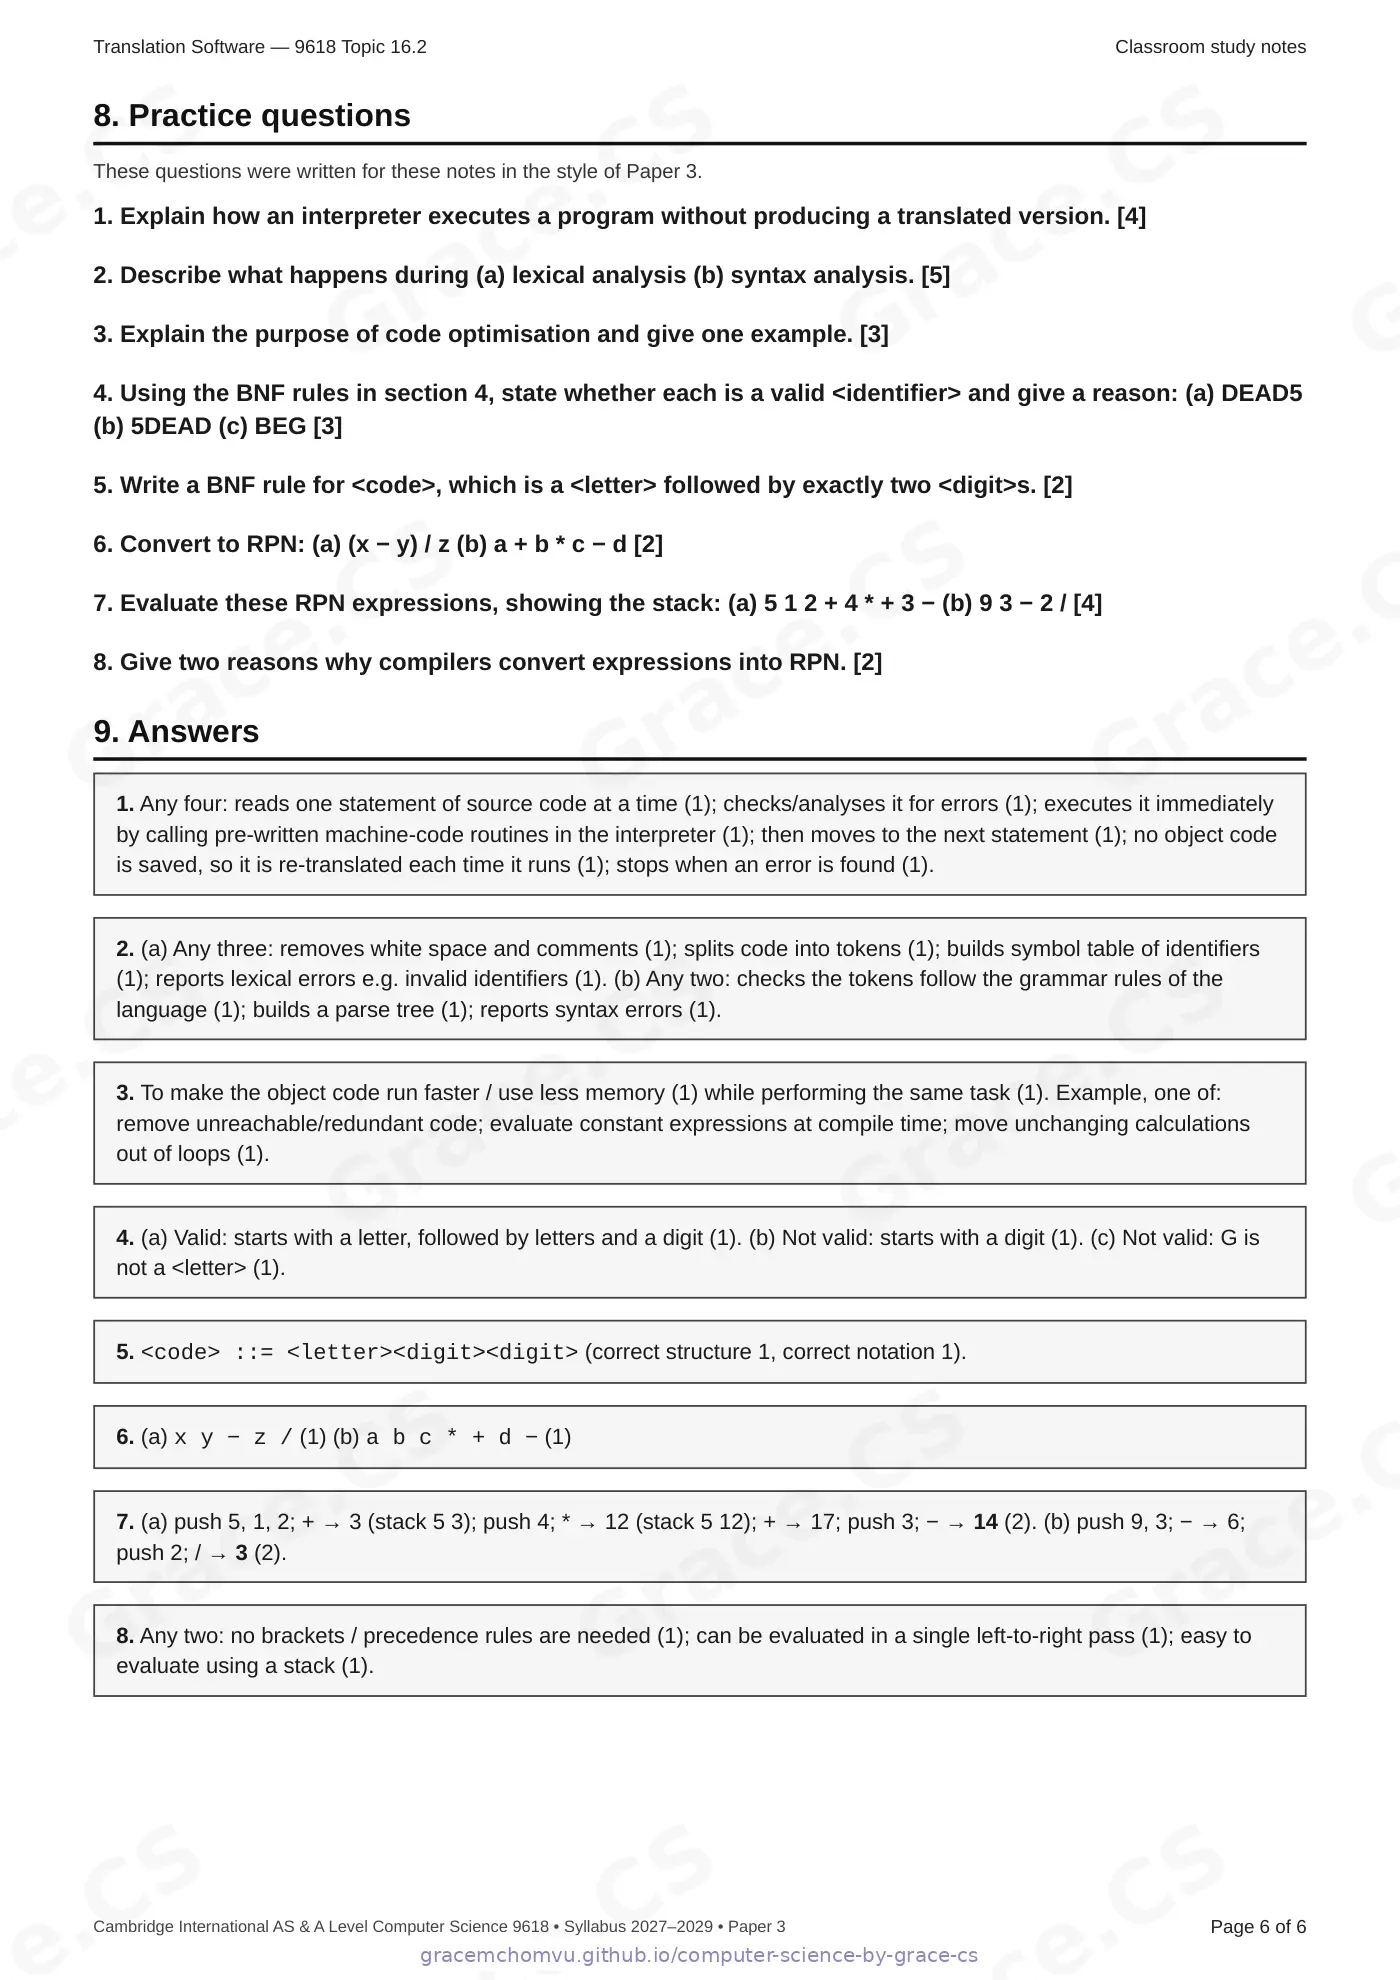 Translation Software — 9618 Topic 16.2
Classroom study notes
8. Practice questions
These questions were written for these notes in the style of Paper 3.
1. Explain how an interpreter executes a program without producing a translated version. [4]
2. Describe what happens during (a) lexical analysis (b) syntax analysis. [5]
3. Explain the purpose of code optimisation and give one example. [3]
4. Using the BNF rules in section 4, state whether each is a valid <identifier> and give a reason: (a) DEAD5
(b) 5DEAD (c) BEG [3]
5. Write a BNF rule for <code>, which is a <letter> followed by exactly two <digit>s. [2]
6. Convert to RPN: (a) (x − y) / z (b) a + b * c − d [2]
7. Evaluate these RPN expressions, showing the stack: (a) 5 1 2 + 4 * + 3 − (b) 9 3 − 2 / [4]
8. Give two reasons why compilers convert expressions into RPN. [2]
9. Answers
1. Any four: reads one statement of source code at a time (1); checks/analyses it for errors (1); executes it immediately
by calling pre-written machine-code routines in the interpreter (1); then moves to the next statement (1); no object code
is saved, so it is re-translated each time it runs (1); stops when an error is found (1).
2. (a) Any three: removes white space and comments (1); splits code into tokens (1); builds symbol table of identifiers
(1); reports lexical errors e.g. invalid identifiers (1). (b) Any two: checks the tokens follow the grammar rules of the
language (1); builds a parse tree (1); reports syntax errors (1).
3. To make the object code run faster / use less memory (1) while performing the same task (1). Example, one of:
remove unreachable/redundant code; evaluate constant expressions at compile time; move unchanging calculations
out of loops (1).
4. (a) Valid: starts with a letter, followed by letters and a digit (1). (b) Not valid: starts with a digit (1). (c) Not valid: G is
not a <letter> (1).
5. <code> ::= <letter><digit><digit> (correct structure 1, correct notation 1).
6. (a) x y − z / (1) (b) a b c * + d − (1)
7. (a) push 5, 1, 2; + → 3 (stack 5 3); push 4; * → 12 (stack 5 12); + → 17; push 3; − → 14 (2). (b) push 9, 3; − → 6;
push 2; / → 3 (2).
8. Any two: no brackets / precedence rules are needed (1); can be evaluated in a single left-to-right pass (1); easy to
evaluate using a stack (1).
Cambridge International AS & A Level Computer Science 9618 • Syllabus 2027–2029 • Paper 3
Page 6 of 6
gracemchomvu.github.io/computer-science-by-grace-cs
Grace.CS